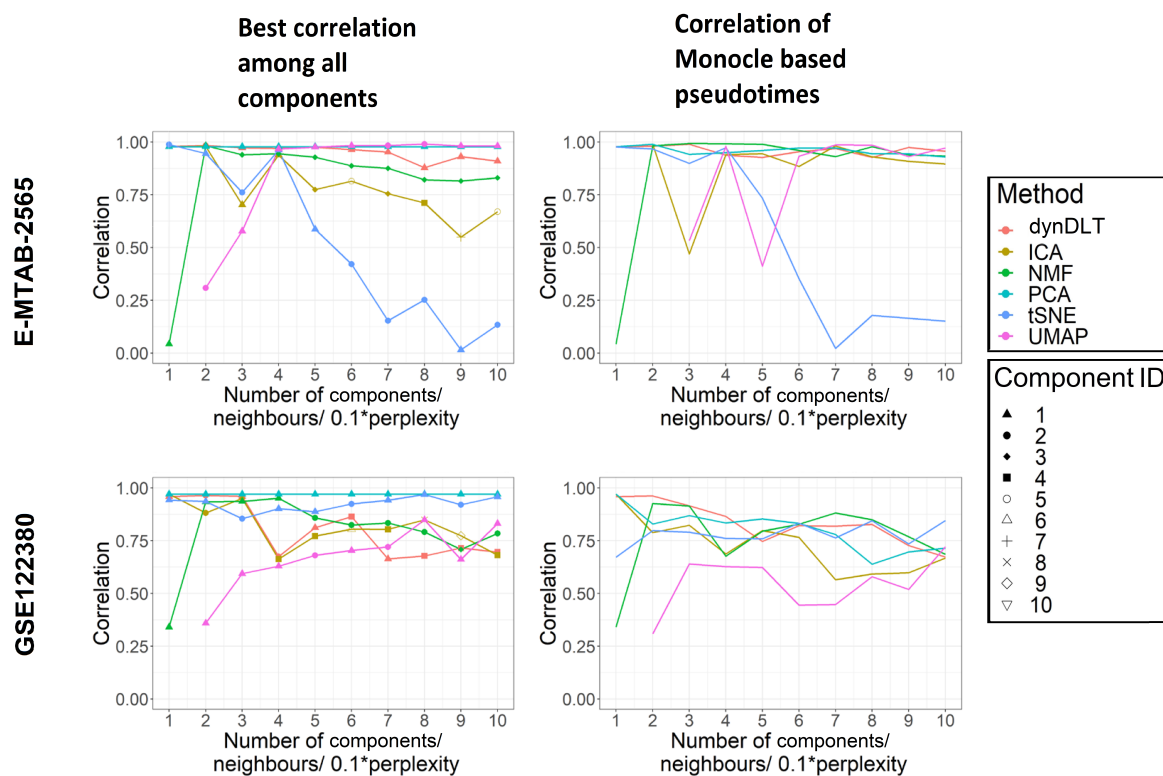 Best correlation
among all
components
Correlation of
Monocle based
pseudotimes
E-MTAB-2565
Correlation
1.00
0.75
0.50
0.25
0.00
1 2 3 4 5 6 7 8 9 10
Number of components/
neighbours/ 0.1*perplexity
Correlation
1.00
0.75
0.50
0.25
0.00
1 2 3 4 5 6 7 8 9 10
Number of components/
neighbours/ 0.1*perplexity
Method
dynDLT
ICA
NMF
PCA
tSNE
UMAP
Component ID
1
2
3
4
5
6
7
8
9
10
GSE122380
Correlation
1.00
0.75
0.50
0.25
0.00
1 2 3 4 5 6 7 8 9 10
Number of components/
neighbours/ 0.1*perplexity
Correlation
1.00
0.75
0.50
0.25
0.00
1 2 3 4 5 6 7 8 9 10
Number of components/
neighbours/ 0.1*perplexity